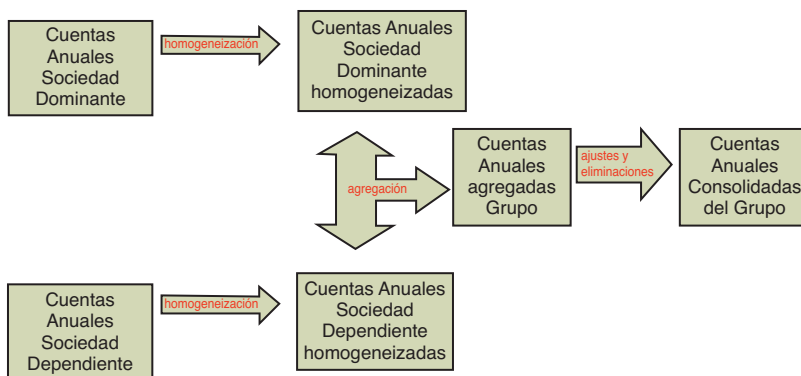 Cuentas
Anuales
Sociedad
Dominante
homogeneización
Cuentas Anuales
Sociedad
Dominante
homogeneizadas
agregación
Cuentas
Anuales
agregadas
Grupo
ajustes y
eliminaciones
Cuentas
Anuales
Consolidadas
del Grupo
Cuentas
Anuales
Sociedad
Dependiente
homogeneización
Cuentas Anuales
Sociedad
Dependiente
homogeneizadas